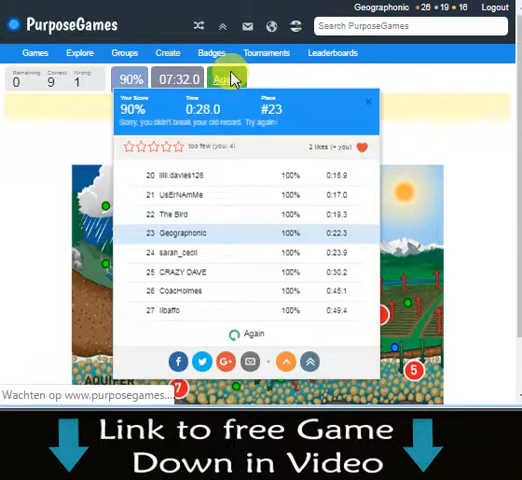 Geographonic 26 19 16 Logout
PurposeGames
Search PurposeGames
Games Explore Groups Create Badges Tournaments Leaderboards
Remaining Correct Wrong
0 9 1
90% 07:32.0
Your Score Time Place
90% 0:28.0 #23
Sorry, you didn't break your old record. Try again!
too few (you: 4) 2 likes (+ you)
20 lili.davies126 100% 0:16.9
21 UsErNAmMe 100% 0:17.0
22 The Bird 100% 0:19.3
23 Geographonic 100% 0:22.3
24 sarah_cecil 100% 0:23.9
25 CRAZY DAVE 100% 0:30.2
26 CoachHolmes 100% 0:45.1
27 libaffo 100% 0:49.4
Again
5
AQUIFER
7
Wachten op www.purposegames....
Link to free Game
Down in Video